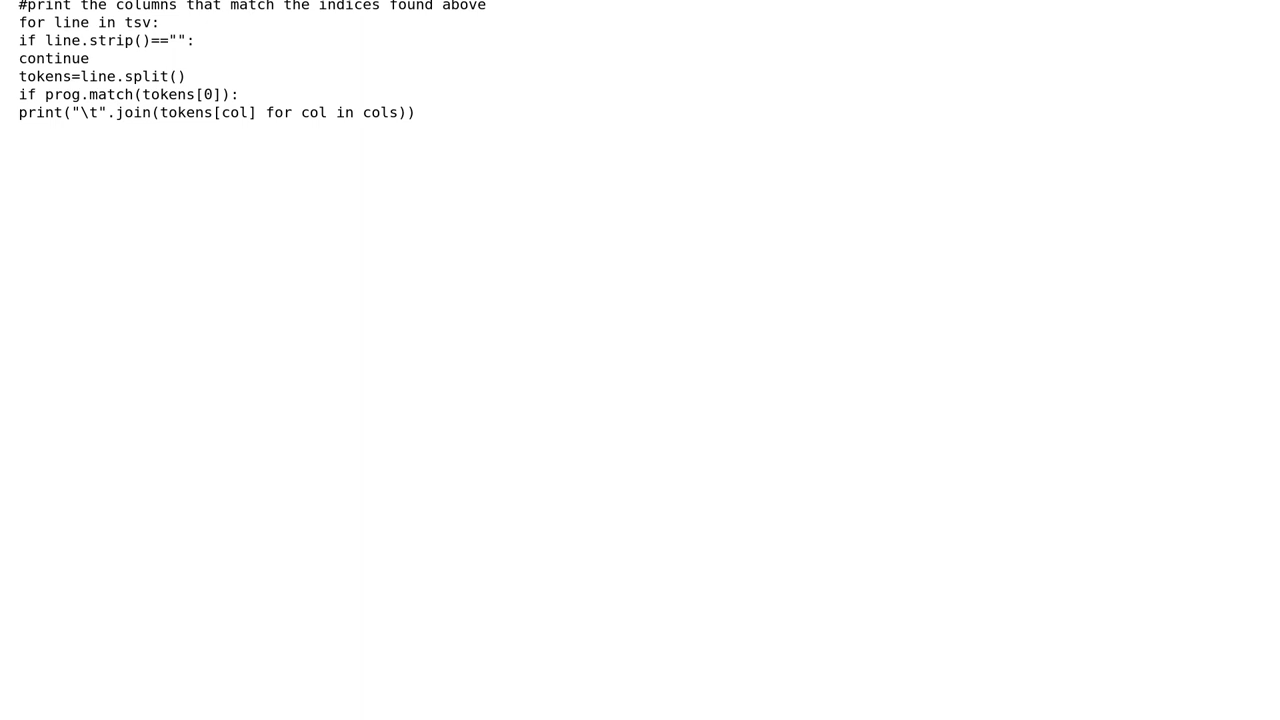 #print the columns that match the indices found above
for line in tsv:
if line.strip()=="":
continue
tokens=line.split()
if prog.match(tokens[0]):
print("\t".join(tokens[col] for col in cols))